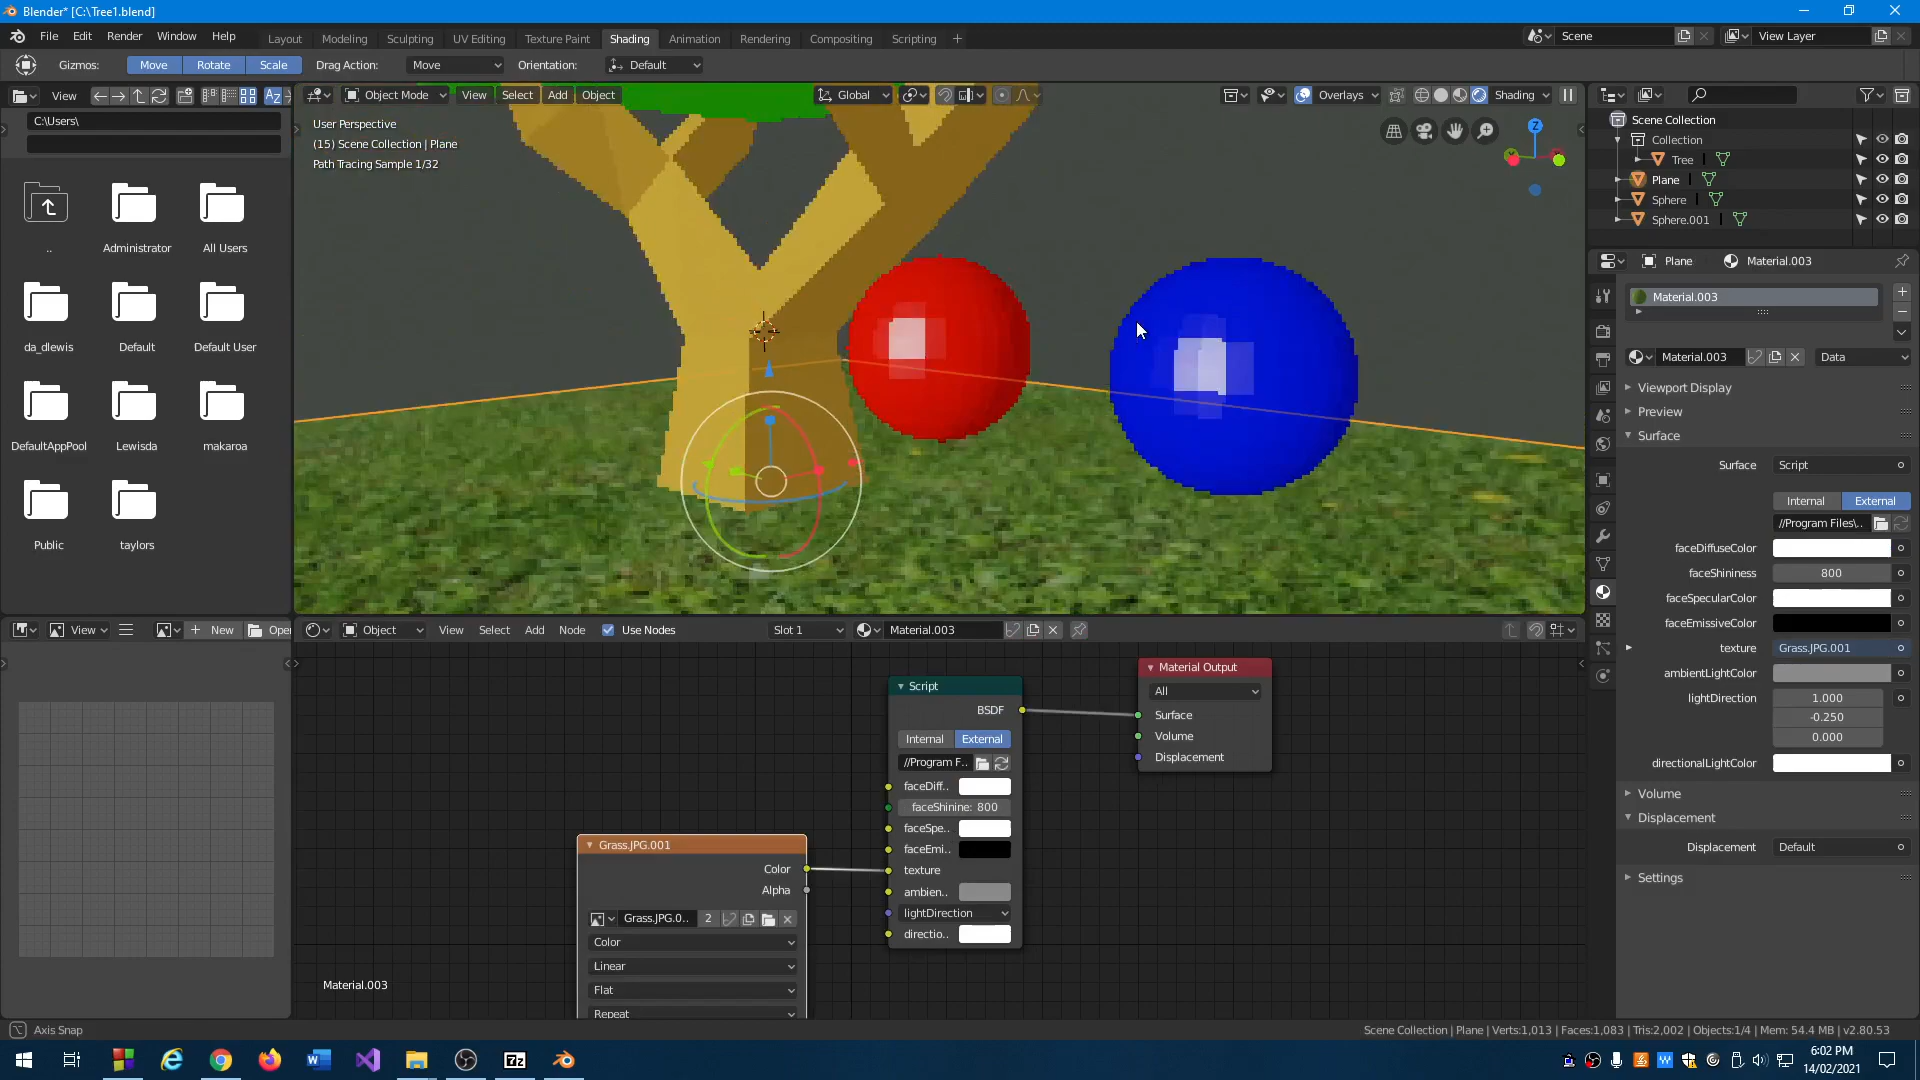 Blender* [C:\Tree1.blend]
File Edit Render Window Help
Layout Modeling Sculpting UV Editing Texture Paint Shading Animation Rendering Compositing Scripting +
Scene
View Layer
Gizmos: Move Rotate Scale Drag Action: Move Orientation: Default
View
C:\Users\
..
Administrator
All Users
da_dlewis
Default
Default User
DefaultAppPool
Lewisda
makaroa
Public
taylors
Object Mode View Select Add Object Global Overlays Shading
User Perspective
(15) Scene Collection | Plane
Path Tracing Sample 1/32
Z
Scene Collection
Collection
Tree
Plane
Sphere
Sphere.001
Plane Material.003
Material.003
Material.003 Data
Viewport Display
Preview
Surface
Surface Script
Internal External
//Program Files\..
faceDiffuseColor
faceShininess 800
faceSpecularColor
faceEmissiveColor
texture Grass.JPG.001
ambientLightColor
lightDirection 1.000
-0.250
0.000
directionalLightColor
Volume
Displacement
Displacement Default
Settings
View New Open
Object View Select Add Node Use Nodes Slot 1 Material.003
Script
BSDF
Internal External
//Program F..
faceDiff..
faceShinine: 800
faceSpe..
faceEmi..
texture
ambien..
lightDirection
directio..
Material Output
All
Surface
Volume
Displacement
Grass.JPG.001
Color
Alpha
Grass.JPG.0.. 2
Color
Linear
Flat
Repeat
Material.003
Axis Snap
Scene Collection | Plane | Verts:1,013 | Faces:1,083 | Tris:2,002 | Objects:1/4 | Mem: 54.4 MB | v2.80.53
6:02 PM
14/02/2021